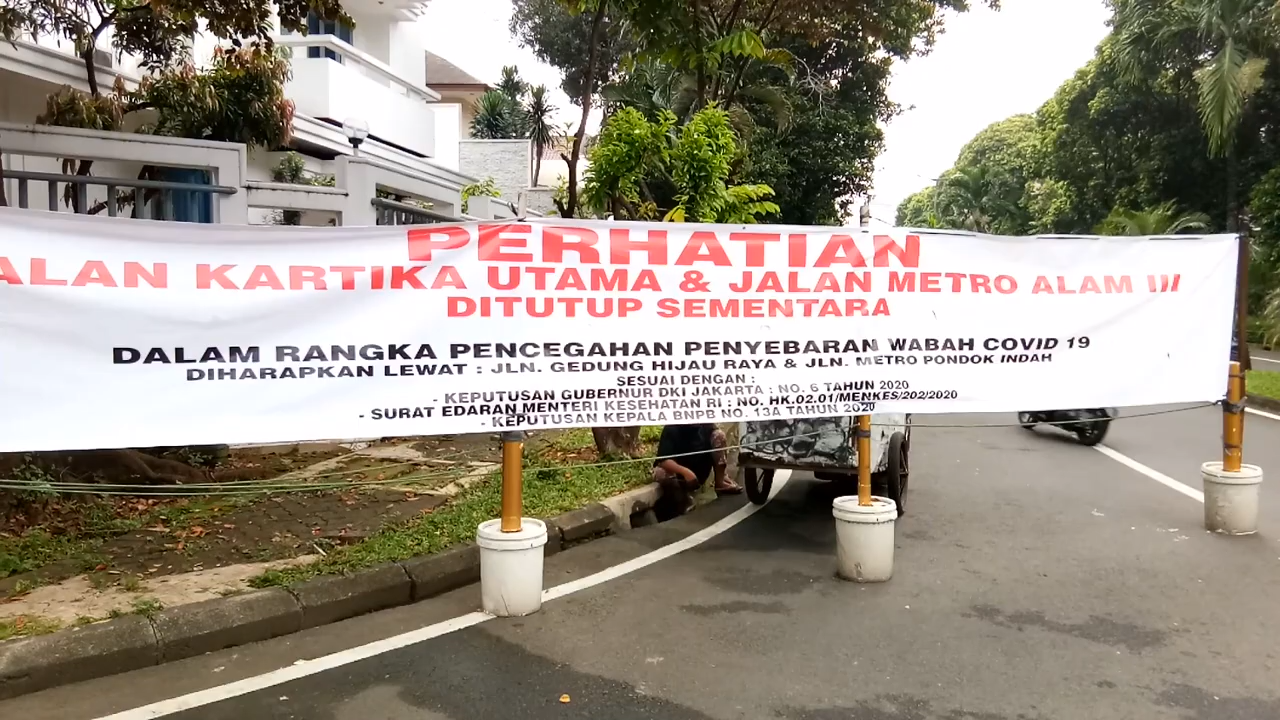 PERHATIAN
ALAN KARTIKA UTAMA & JALAN METRO ALAM III
DITUTUP SEMENTARA
DALAM RANGKA PENCEGAHAN PENYEBARAN WABAH COVID 19
DIHARAPKAN LEWAT : JLN. GEDUNG HIJAU RAYA & JLN. METRO PONDOK INDAH
SESUAI DENGAN :
- KEPUTUSAN GUBERNUR DKI JAKARTA : NO. 6 TAHUN 2020
- SURAT EDARAN MENTERI KESEHATAN RI : NO. HK.02.01/MENKES/202/2020
- KEPUTUSAN KEPALA BNPB NO. 13A TAHUN 2020